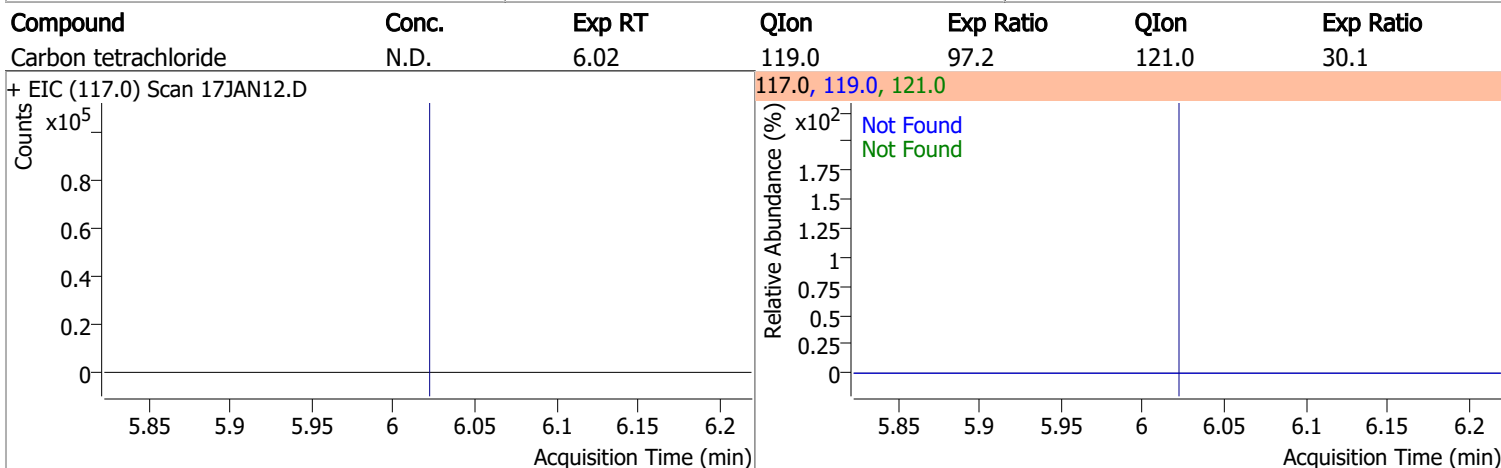 Compound Conc. Exp RT QIon Exp Ratio QIon Exp Ratio
Carbon tetrachloride N.D. 6.02 119.0 97.2 121.0 30.1
+ EIC (117.0) Scan 17JAN12.D
Counts
x10⁵
0.8
0.6
0.4
0.2
0
5.85 5.9 5.95 6 6.05 6.1 6.15 6.2
Acquisition Time (min)
117.0, 119.0, 121.0
Relative Abundance (%)
x10²
Not Found
Not Found
1.75
1.5
1.25
1
0.75
0.5
0.25
0
5.85 5.9 5.95 6 6.05 6.1 6.15 6.2
Acquisition Time (min)